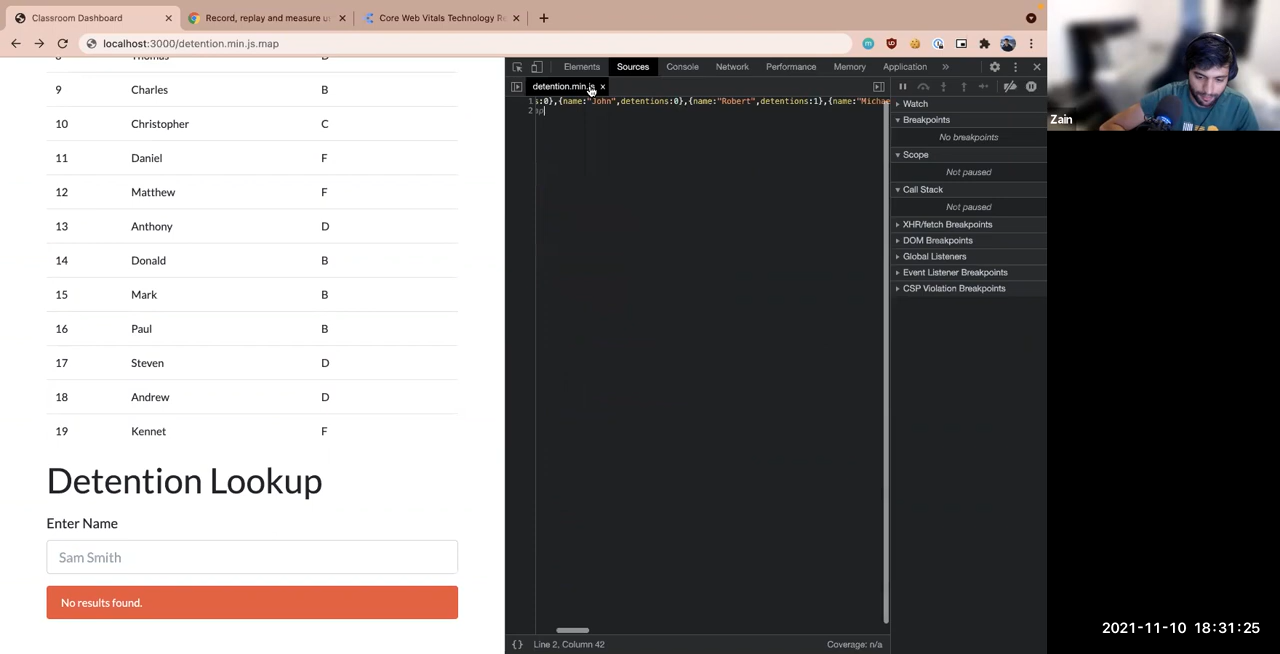 Classroom Dashboard
Record, replay and measure u
Core Web Vitals Technology Re
localhost:3000/detention.min.js.map
9 Charles B
10 Christopher C
11 Daniel F
12 Matthew F
13 Anthony D
14 Donald B
15 Mark B
16 Paul B
17 Steven D
18 Andrew D
19 Kennet F
Detention Lookup
Enter Name
Sam Smith
No results found.
Elements Sources Console Network Performance Memory Application
detention.min.js
1 s:0},{name:"John",detentions:0},{name:"Robert",detentions:1},{name:"Michae
2 ap
{} Line 2, Column 42 Coverage: n/a
Watch
Breakpoints
No breakpoints
Scope
Not paused
Call Stack
Not paused
XHR/fetch Breakpoints
DOM Breakpoints
Global Listeners
Event Listener Breakpoints
CSP Violation Breakpoints
Zain
2021-11-10 18:31:25